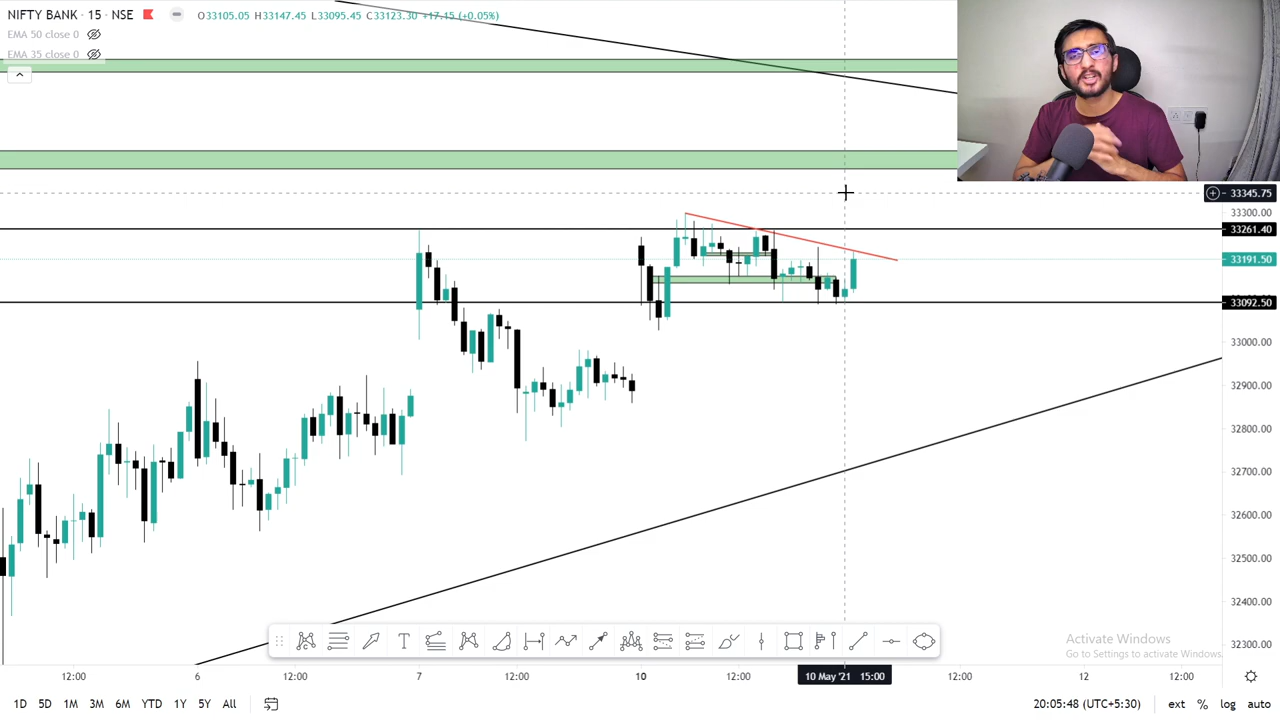 NIFTY BANK · 15 · NSE O33105.05 H33147.45 L33095.45 C33123.30 +17.15 (+0.05%)
EMA 50 close 0
EMA 35 close 0
33345.75
33300.00
33261.40
33191.50
33092.50
33000.00
32900.00
32800.00
32700.00
32600.00
32500.00
32400.00
32300.00
T
Activate Windows
Go to Settings to activate Windows.
12:00 6 12:00 7 12:00 10 12:00 10 May '21 15:00 12:00 12 12:00
1D 5D 1M 3M 6M YTD 1Y 5Y All 20:05:48 (UTC+5:30) ext % log auto